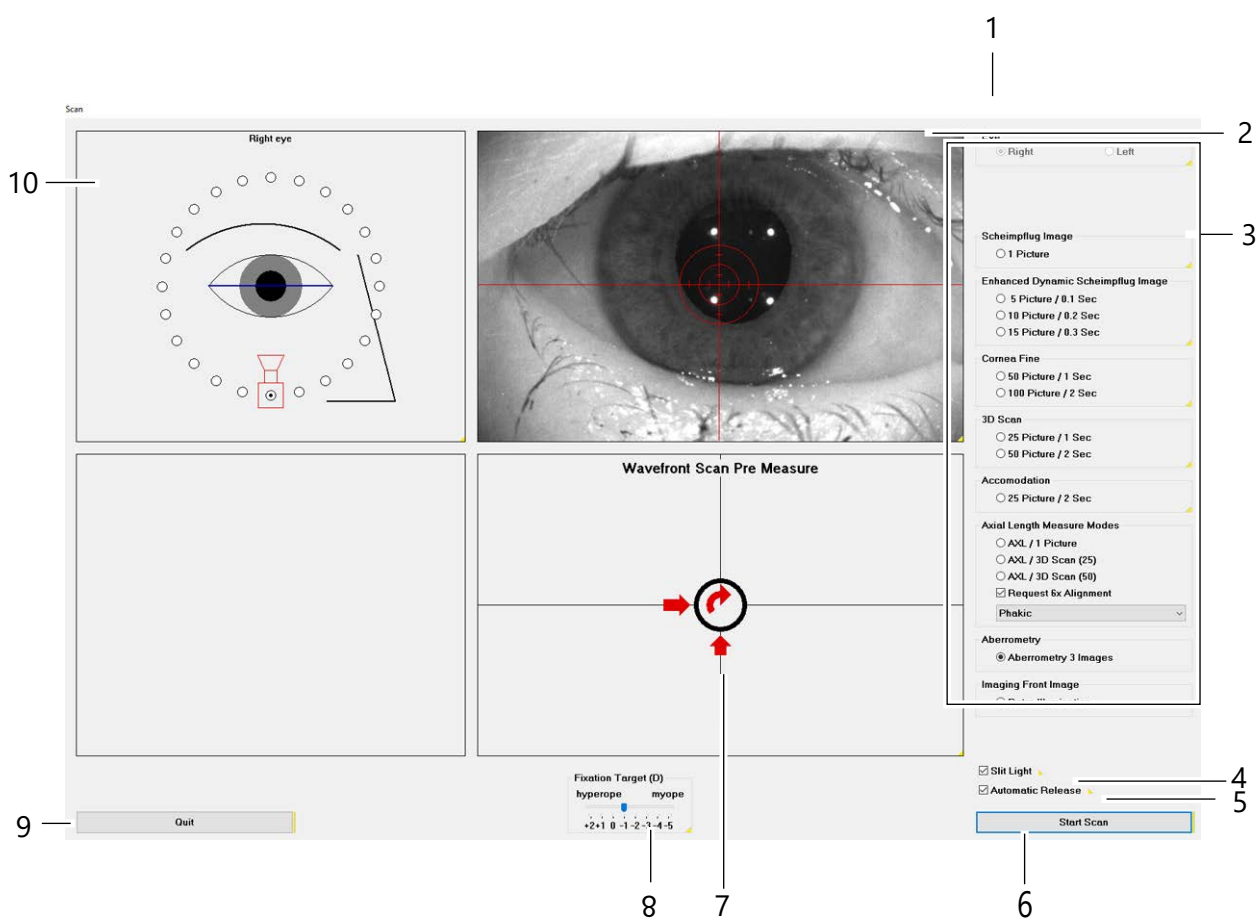 1
Scan
Right eye
2
Right Left
10
3
Scheimpflug Image
1 Picture
Enhanced Dynamic Scheimpflug Image
5 Picture / 0.1 Sec
10 Picture / 0.2 Sec
15 Picture / 0.3 Sec
Cornea Fine
50 Picture / 1 Sec
100 Picture / 2 Sec
3D Scan
25 Picture / 1 Sec
50 Picture / 2 Sec
Wavefront Scan Pre Measure
Accomodation
25 Picture / 2 Sec
Axial Length Measure Modes
AXL / 1 Picture
AXL / 3D Scan (25)
AXL / 3D Scan (50)
Request 6x Alignment
Phakic
Aberrometry
Aberrometry 3 Images
Imaging Front Image
Slit Light
4
Automatic Release
5
Fixation Target (D)
hyperope myope
+2+1 0 -1 -2 -3 -4 -5
9
Quit
Start Scan
8
7
6